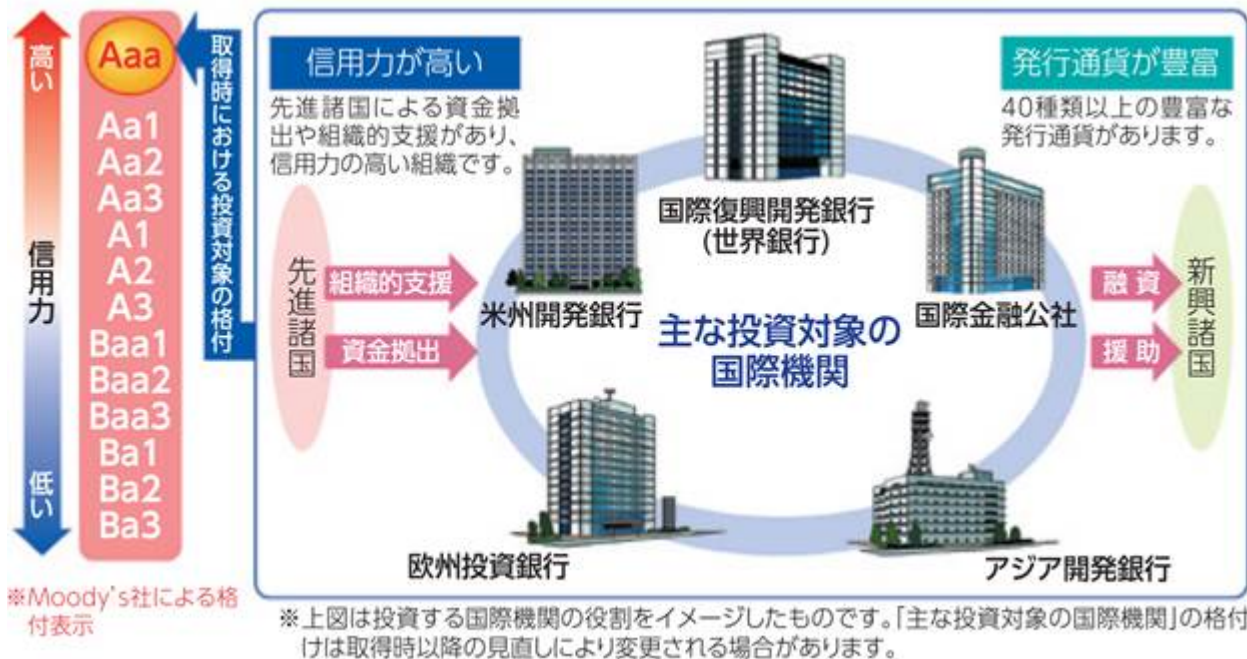 高い
信用力
低い
Aaa
Aa1
Aa2
Aa3
A1
A2
A3
Baa1
Baa2
Baa3
Ba1
Ba2
Ba3
※Moody's社による格
付表示
取得時における投資対象の格付
信用力が高い
先進諸国による資金拠
出や組織的支援があり、
信用力の高い組織です。
発行通貨が豊富
40種類以上の豊富な
発行通貨があります。
国際復興開発銀行
(世界銀行)
先進諸国
組織的支援
資金拠出
米州開発銀行
国際金融公社
主な投資対象の
国際機関
融資
援助
新興諸国
欧州投資銀行
アジア開発銀行
※上図は投資する国際機関の役割をイメージしたものです。「主な投資対象の国際機関」の格付
けは取得時以降の見直しにより変更される場合があります。